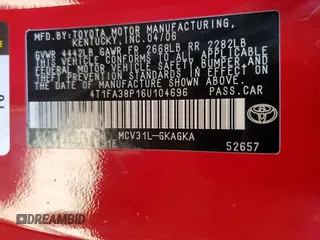 MFD BY: TOYOTA MOTOR MANUFACTURING,
KENTUCKY, INC. 04/06
GVWR 4442LB GAWR FR 2668LB RR 2282LB
THIS VEHICLE CONFORMS TO ALL APPLICABLE
FEDERAL MOTOR VEHICLE SAFETY, BUMPER AND
THEFT PREVENTION STANDARDS IN EFFECT ON
THE DATE OF MANUFACTURE SHOWN ABOVE.
4T1FA38P16U104696 PASS.CAR
MCV31L-GKAGKA
52657
TOYOTA
DREAMBID